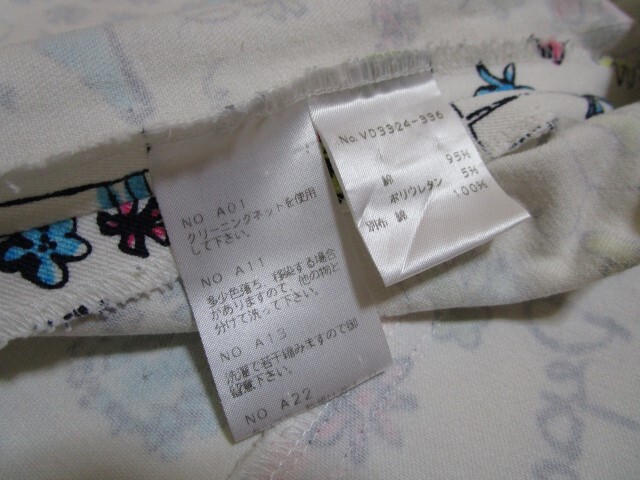 NO A01
クリーニングネットを使用
して下さい。
NO A11
多少色落ち、移染する場合
がありますので、他の物と
分けて洗って下さい。
NO A13
洗濯で若干縮みますので御
留意下さい。
NO A22
No.VD3924-996
綿 95%
ポリウレタン 5%
別布 綿 100%